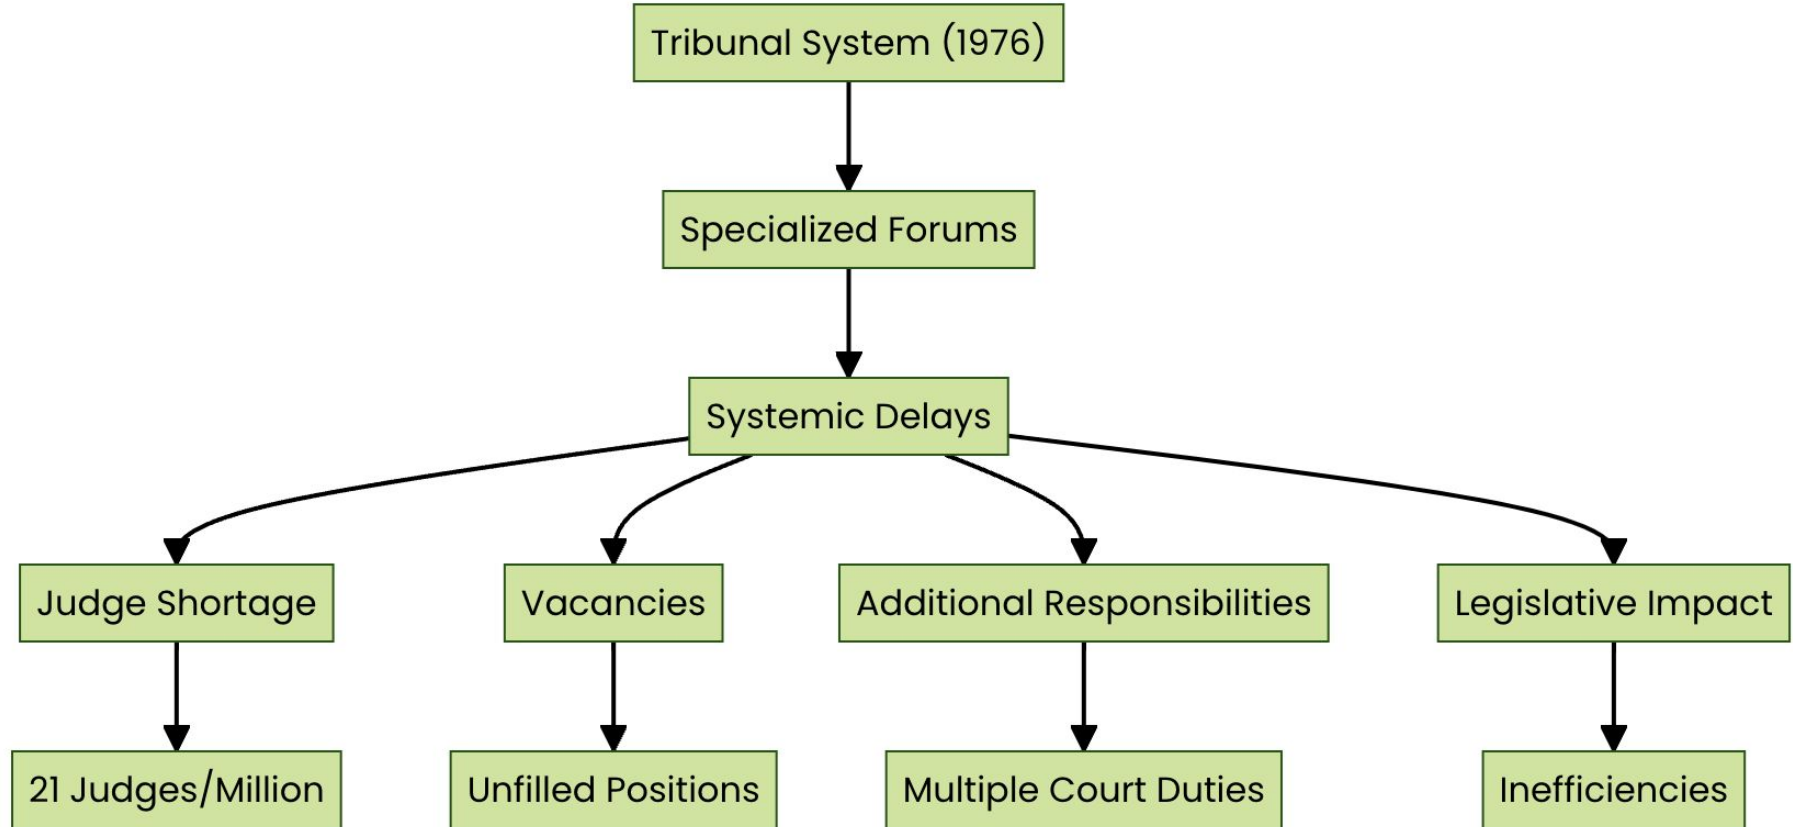 Tribunal System (1976)
Specialized Forums
Systemic Delays
Judge Shortage
Vacancies
Additional Responsibilities
Legislative Impact
21 Judges/Million
Unfilled Positions
Multiple Court Duties
Inefficiencies